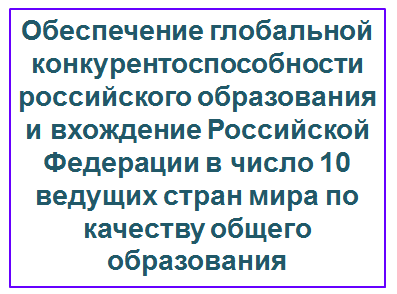 Обеспечение глобальной
конкурентоспособности
российского образования
и вхождение Российской
Федерации в число 10
ведущих стран мира по
качеству общего
образования